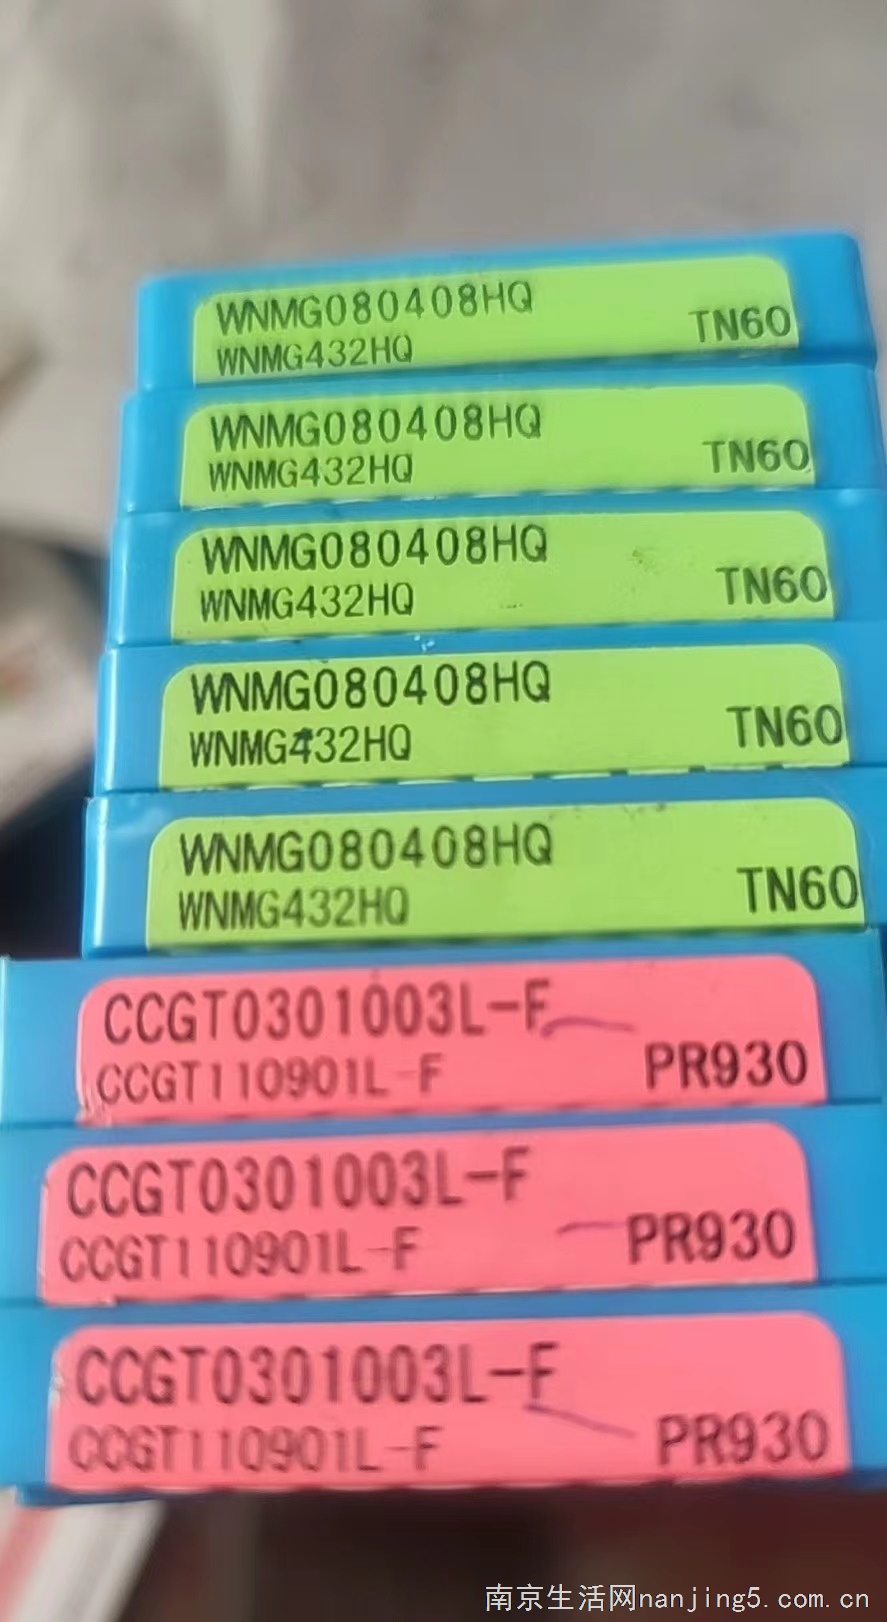 WNMG080408HQ
WNMG432HQ
TN60
WNMG080408HQ
WNMG432HQ
TN60
WNMG080408HQ
WNMG432HQ
TN60
WNMG080408HQ
WNMG432HQ
TN60
WNMG080408HQ
WNMG432HQ
TN60
CCGT0301003L-F
CCGT110901L-F
PR930
CCGT0301003L-F
CCGT110901L-F
PR930
CCGT0301003L-F
CCGT110901L-F
PR930
南京生活网nanjing5.com.cn